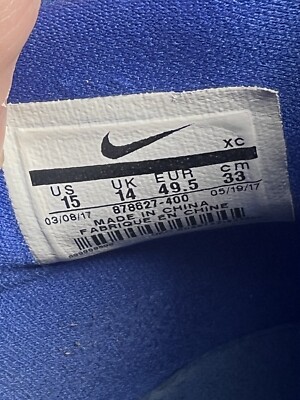 XC
US UK EUR cm
15 14 49.5 33
03/08/17 05/19/17
878627-400
MADE IN CHINA
FABRIQUE EN CHINE